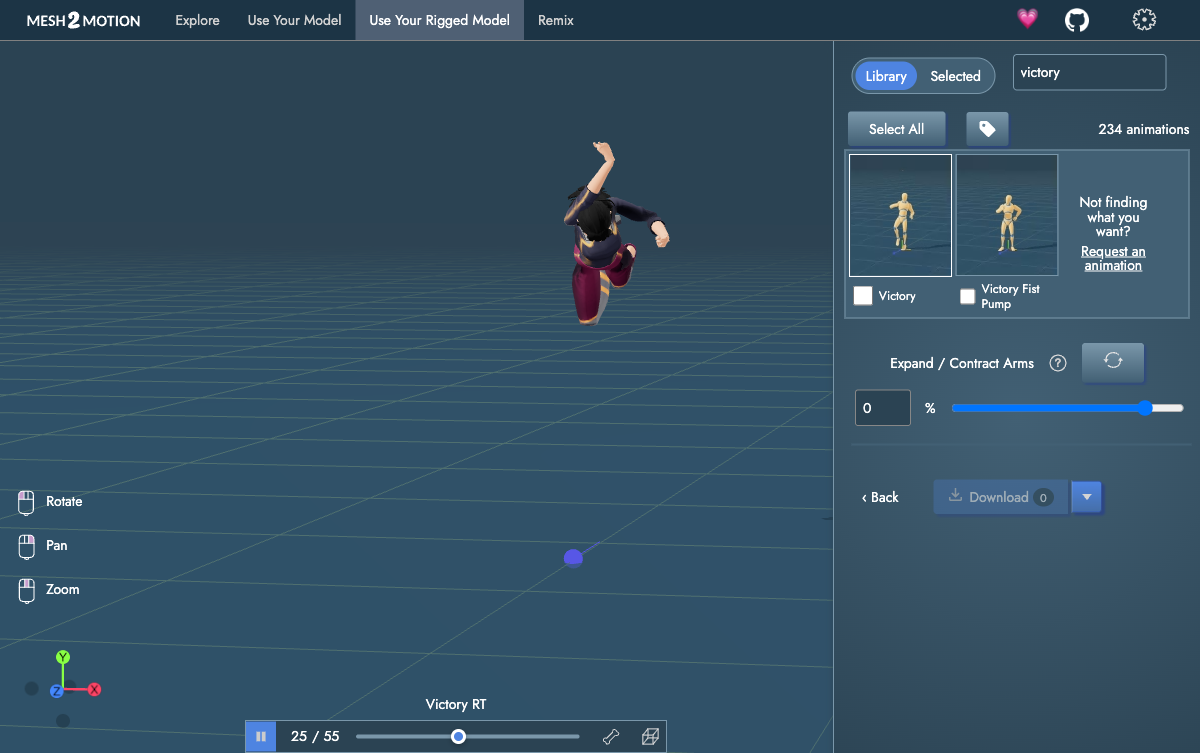 MESH2MOTION
Explore
Use Your Model
Use Your Rigged Model
Remix
Library
Selected
victory
Select All
234 animations
Victory
Victory Fist
Pump
Not finding
what you
want?
Request an
animation
Expand / Contract Arms
?
0
%
‹ Back
Download 0
Rotate
Pan
Zoom
Y
Z
X
Victory RT
25 / 55